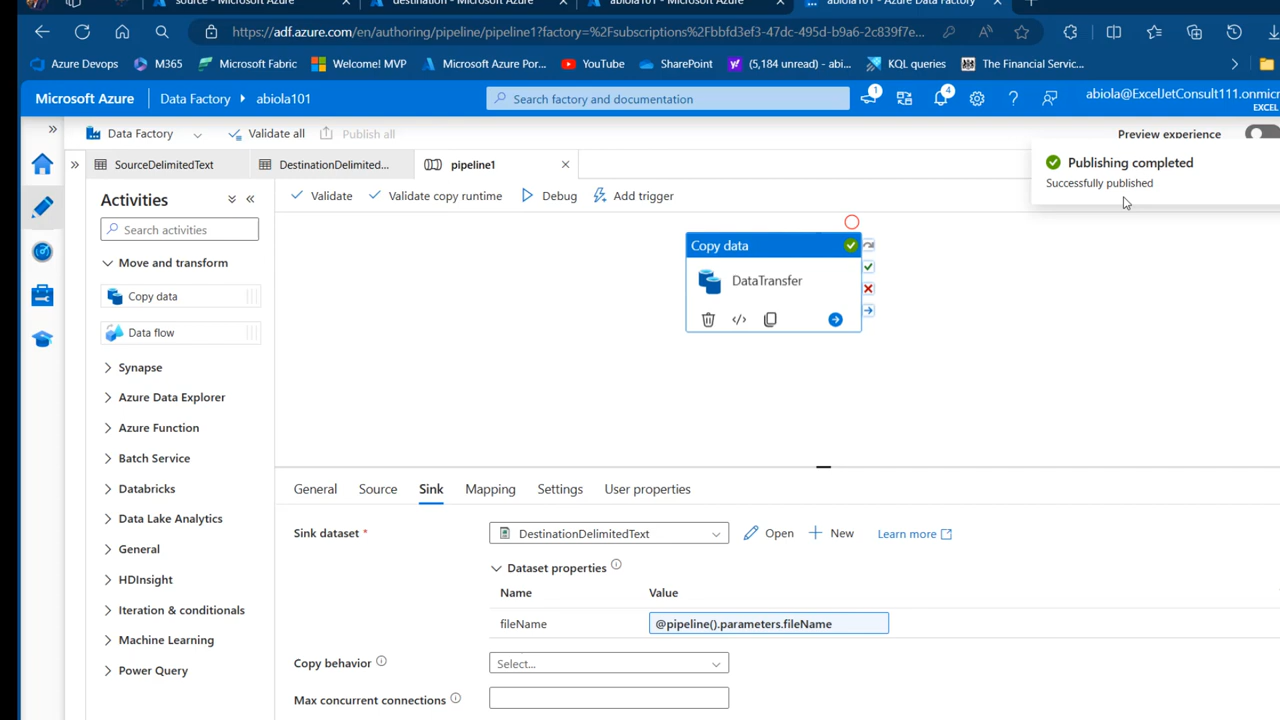 source - Microsoft Azure
destination - Microsoft Azure
abiola101 - Microsoft Azure
abiola101 - Azure Data Factory
https://adf.azure.com/en/authoring/pipeline/pipeline1?factory=%2Fsubscriptions%2Fbbfd3ef3-47dc-495d-b9a6-2c839f7e...
Azure Devops
M365
Microsoft Fabric
Welcome! MVP
Microsoft Azure Por...
YouTube
SharePoint
(5,184 unread) - abi...
KQL queries
The Financial Servic...
Microsoft Azure
Data Factory
abiola101
Search factory and documentation
1
4
abiola@ExcelJetConsult111.onmicr
EXCEL
Data Factory
Validate all
Publish all
Preview experience
SourceDelimitedText
DestinationDelimited...
pipeline1
Publishing completed
Successfully published
Activities
Search activities
Move and transform
Copy data
Data flow
Synapse
Azure Data Explorer
Azure Function
Batch Service
Databricks
Data Lake Analytics
General
HDInsight
Iteration & conditionals
Machine Learning
Power Query
Validate
Validate copy runtime
Debug
Add trigger
Copy data
DataTransfer
General
Source
Sink
Mapping
Settings
User properties
Sink dataset *
DestinationDelimitedText
Open
New
Learn more
Dataset properties
Name
Value
fileName
@pipeline().parameters.fileName
Copy behavior
Select...
Max concurrent connections